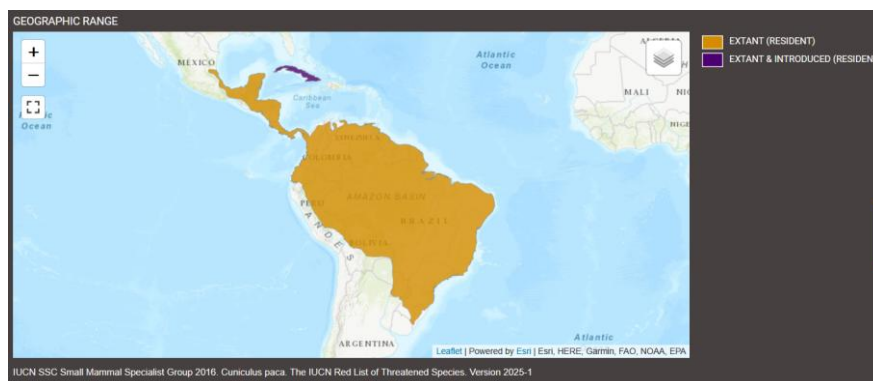 GEOGRAPHIC RANGE
EXTANT (RESIDENT)
EXTANT & INTRODUCED (RESIDEN
+
−
MEXICO
Atlantic
Ocean
MALI
Caribbean
Sea
Ocean
VENEZUELA
COLOMBIA
AMAZON BASIN
PERU
BRAZIL
ANDES
BOLIVIA
ARGENTINA
Atlantic
Leaflet | Powered by Esri | Esri, HERE, Garmin, FAO, NOAA, EPA
IUCN SSC Small Mammal Specialist Group 2016. Cuniculus paca. The IUCN Red List of Threatened Species. Version 2025-1